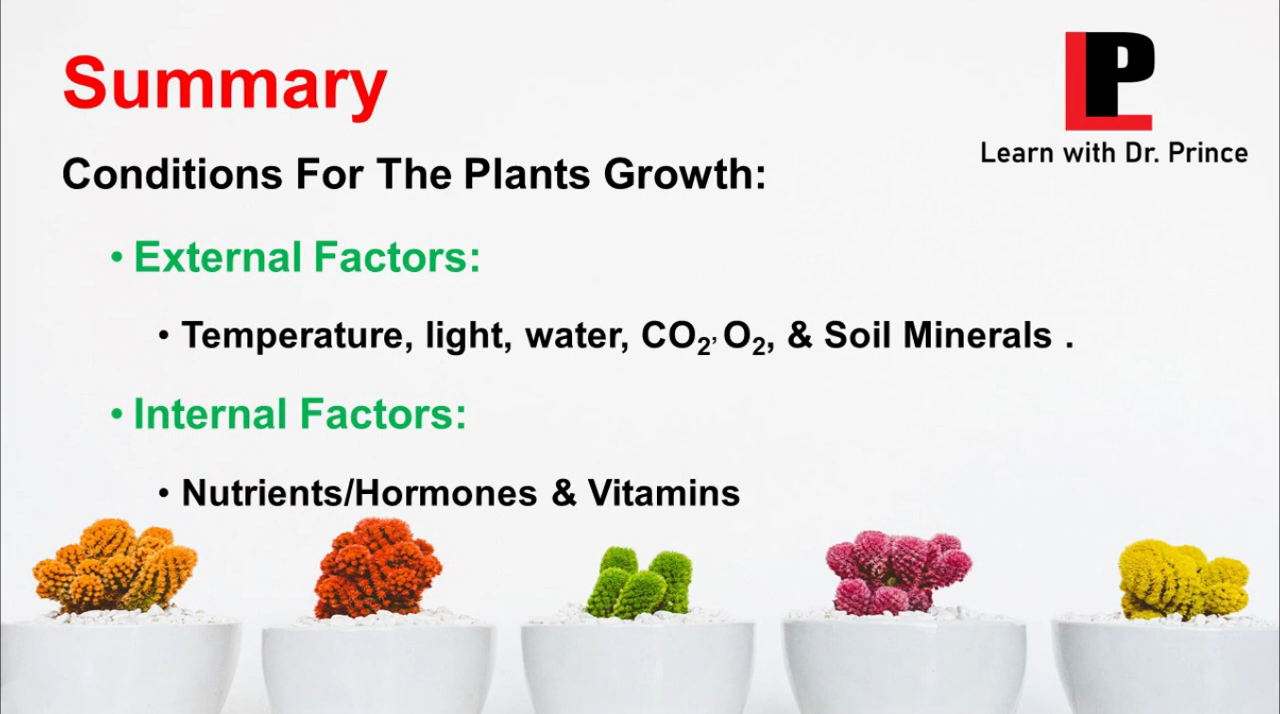 Summary
LP
Learn with Dr. Prince
Conditions For The Plants Growth:
• External Factors:
• Temperature, light, water, CO₂, O₂, & Soil Minerals .
• Internal Factors:
• Nutrients/Hormones & Vitamins